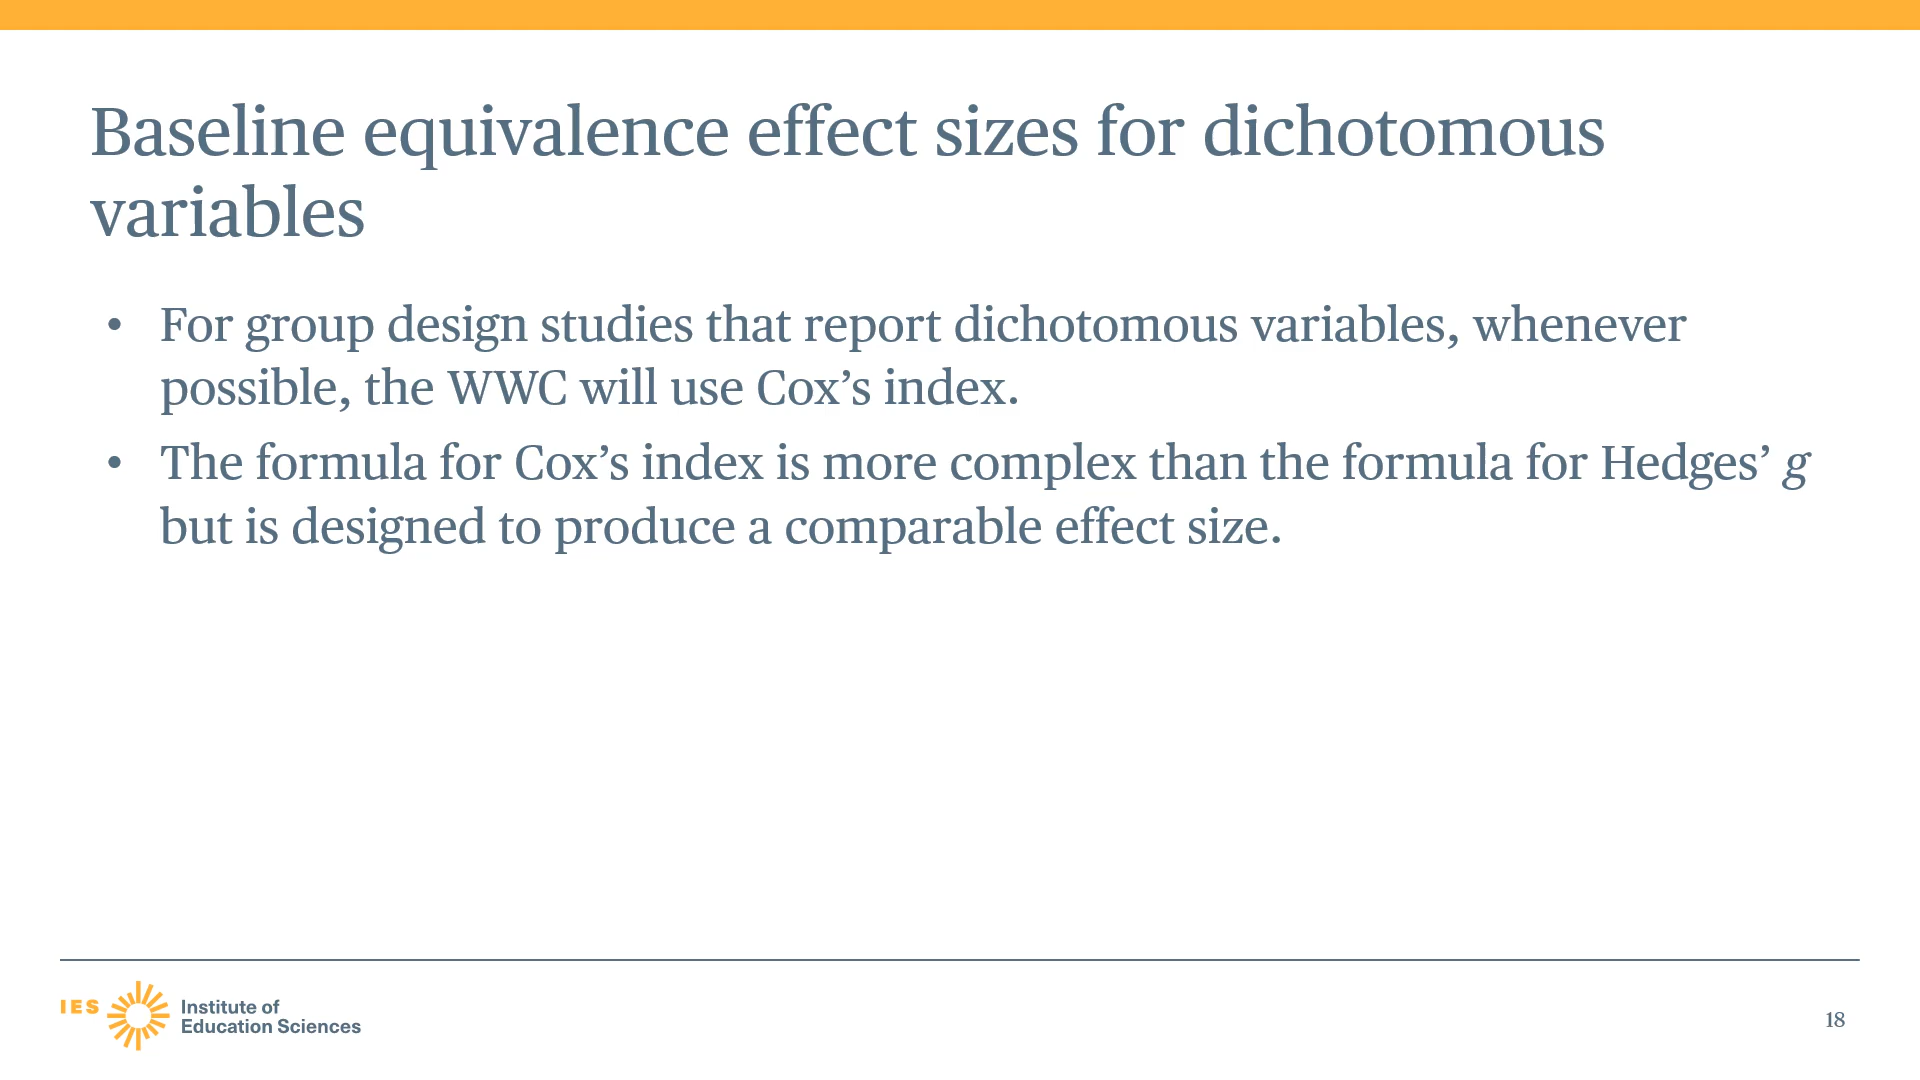 Baseline equivalence effect sizes for dichotomous
variables
• For group design studies that report dichotomous variables, whenever
possible, the WWC will use Cox’s index.
• The formula for Cox’s index is more complex than the formula for Hedges’ g
but is designed to produce a comparable effect size.
IES
Institute of
Education Sciences
18